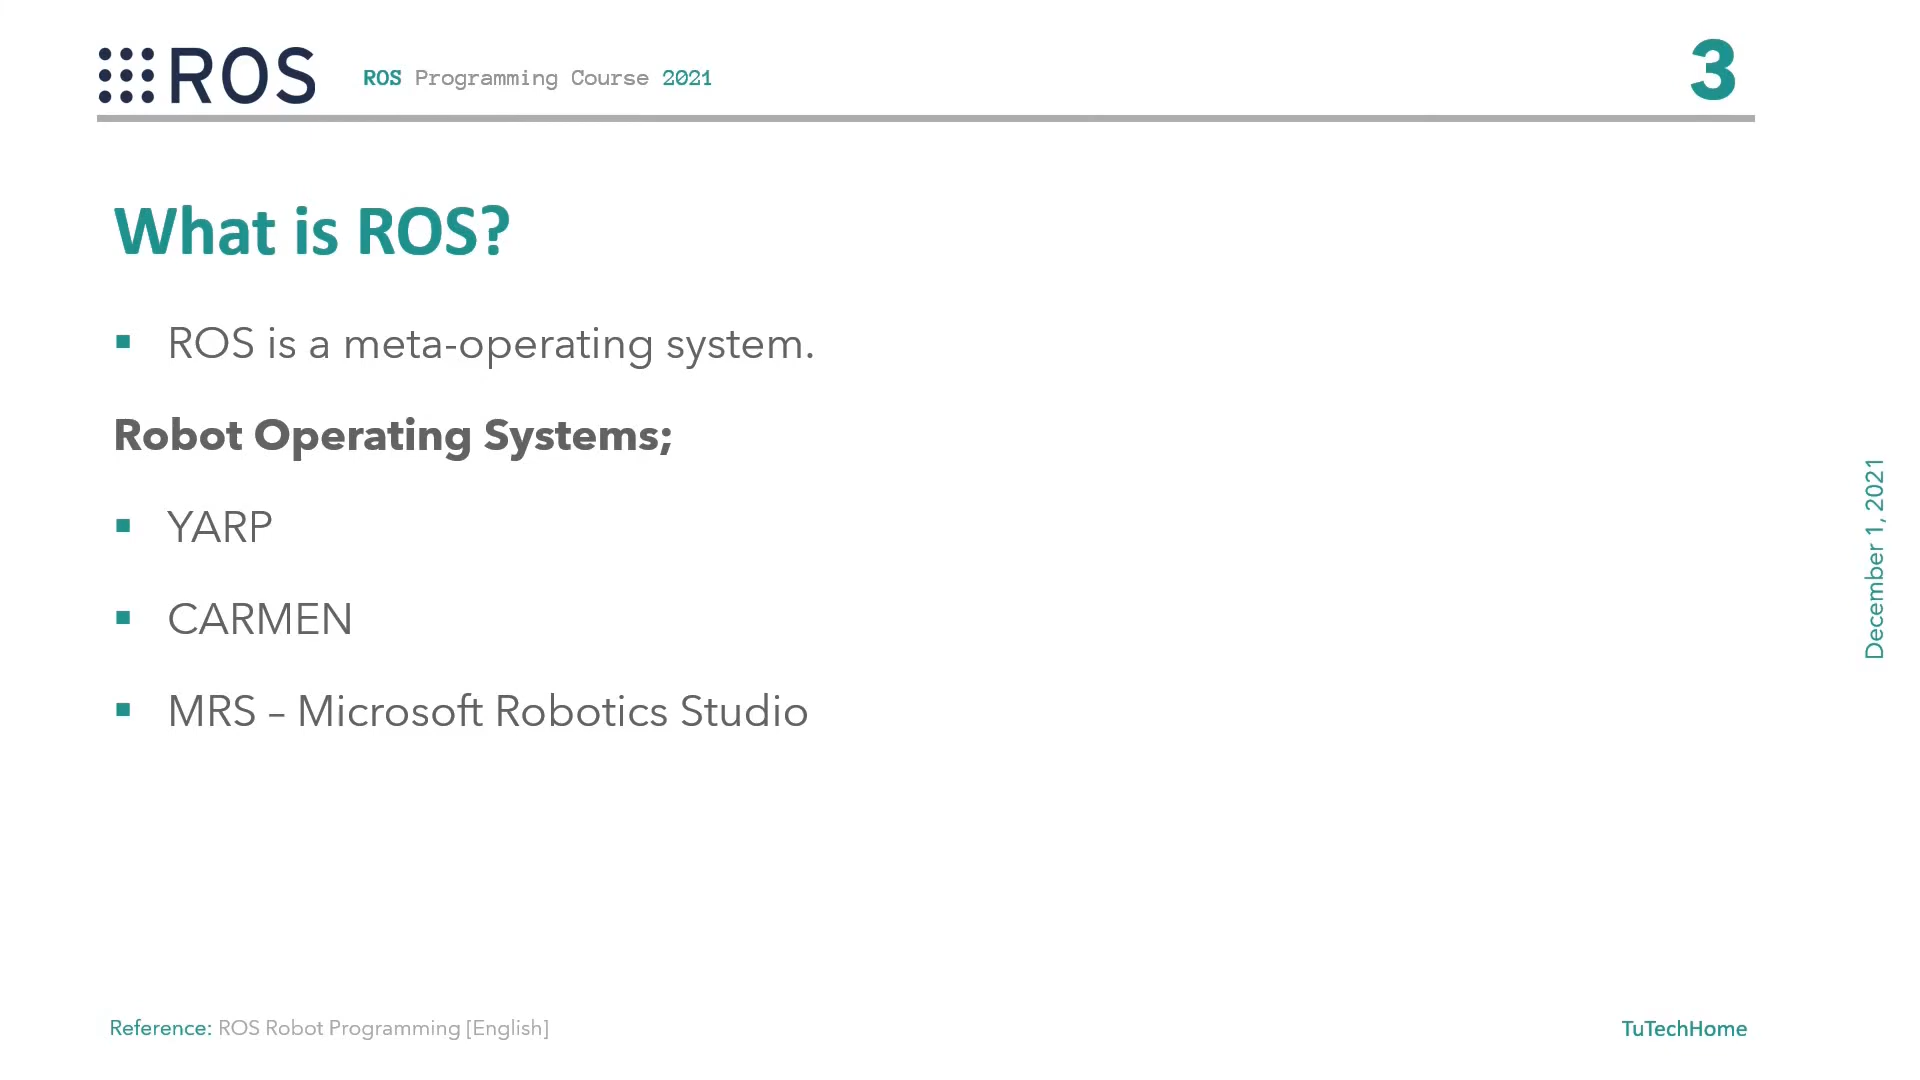 ROS
ROS Programming Course 2021
3
What is ROS?
ROS is a meta-operating system.
Robot Operating Systems;
YARP
CARMEN
MRS – Microsoft Robotics Studio
December 1, 2021
Reference: ROS Robot Programming [English]
TuTechHome